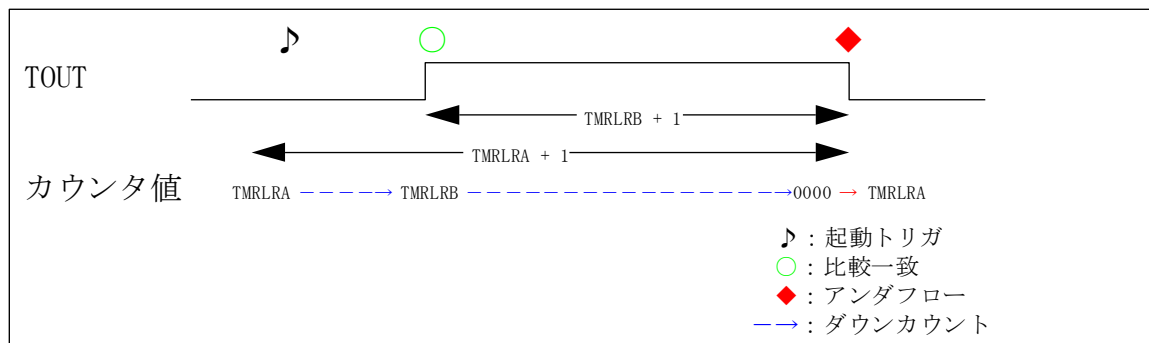 TOUT
TMRLRB + 1
TMRLRA + 1
カウンタ値 TMRLRA TMRLRB 0000 → TMRLRA
♪:起動トリガ
○:比較一致
◆:アンダフロー
−−→:ダウンカウント